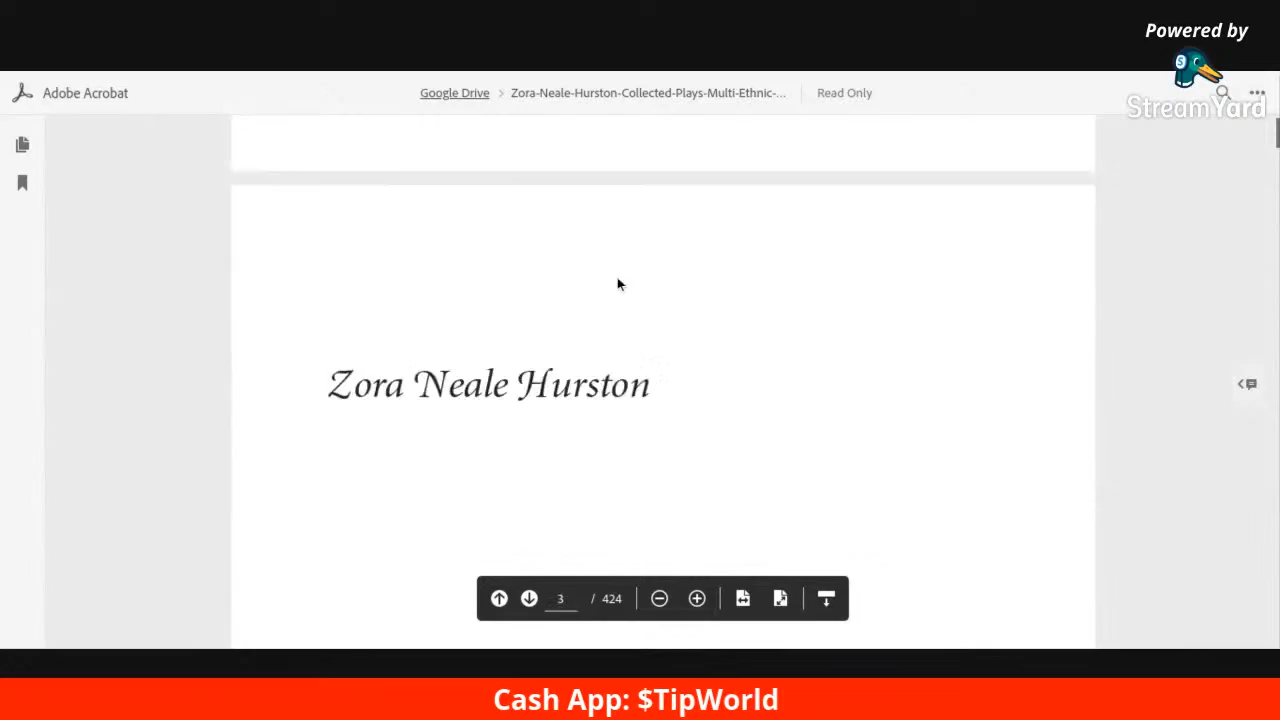 Powered by
StreamYard
Adobe Acrobat
Google Drive > Zora-Neale-Hurston-Collected-Plays-Multi-Ethnic-... Read Only
Zora Neale Hurston
3 / 424
Cash App: $TipWorld